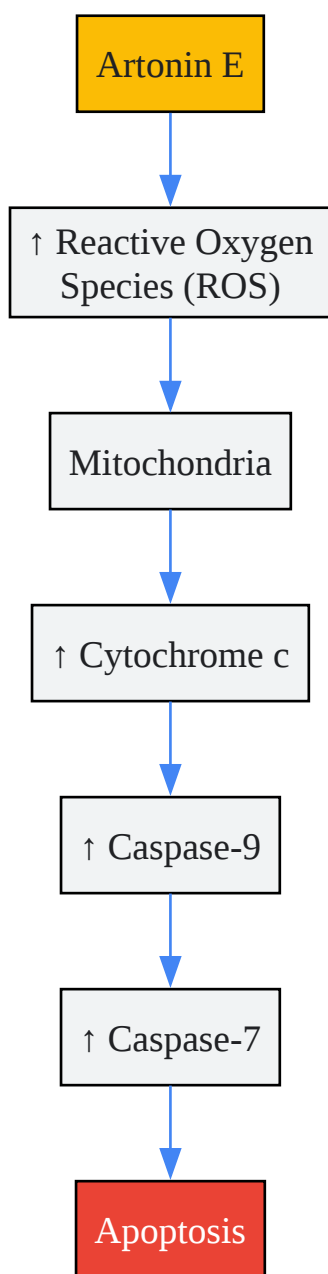 Artonin E
↑ Reactive Oxygen
Species (ROS)
Mitochondria
↑ Cytochrome c
↑ Caspase-9
↑ Caspase-7
Apoptosis